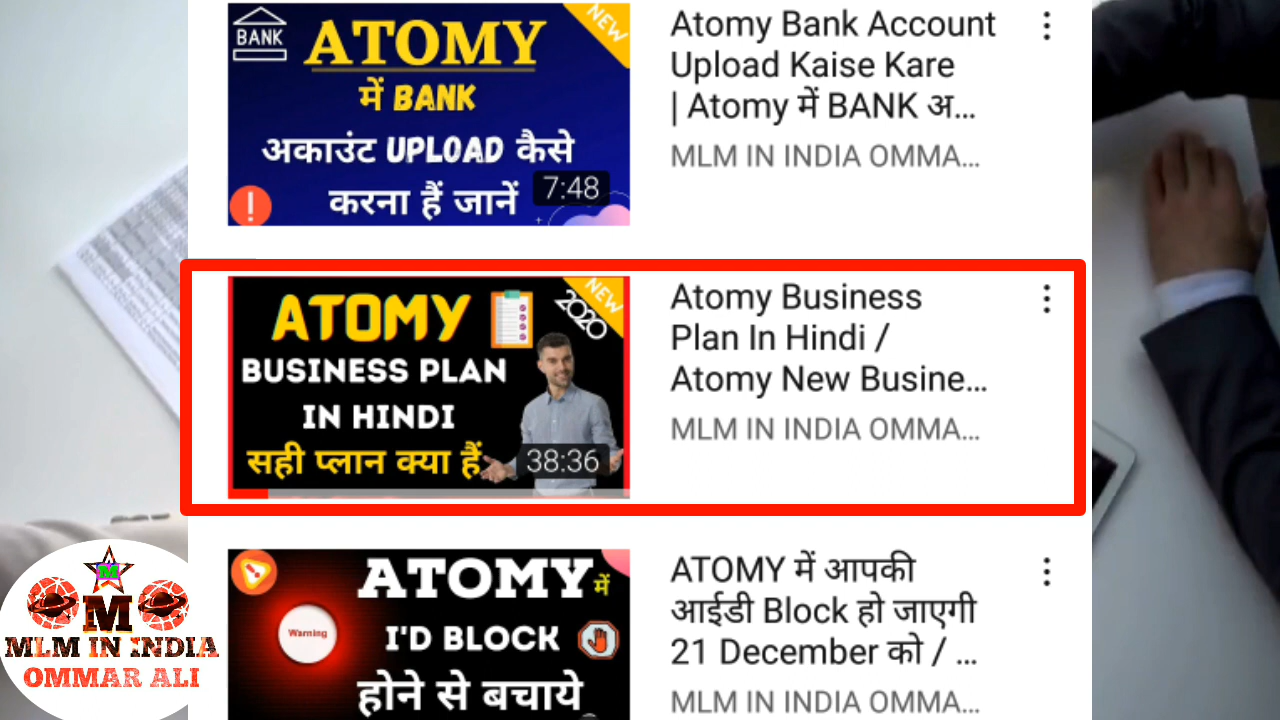 BANK
ATOMY
NEW
में BANK
अकाउंट UPLOAD कैसे
करना हैं जानें
7:48
!
Atomy Bank Account
Upload Kaise Kare
| Atomy में BANK अ...
MLM IN INDIA OMMA...
ATOMY
NEW
2020
BUSINESS PLAN
IN HINDI
सही प्लान क्या हैं
38:36
Atomy Business
Plan In Hindi /
Atomy New Busine...
MLM IN INDIA OMMA...
ATOMY में
Warning
I'D BLOCK
होने से बचाये
ATOMY में आपकी
आईडी Block हो जाएगी
21 December को / ...
MLM IN INDIA OMMA...
M
M
MLM IN INDIA
OMMAR ALI